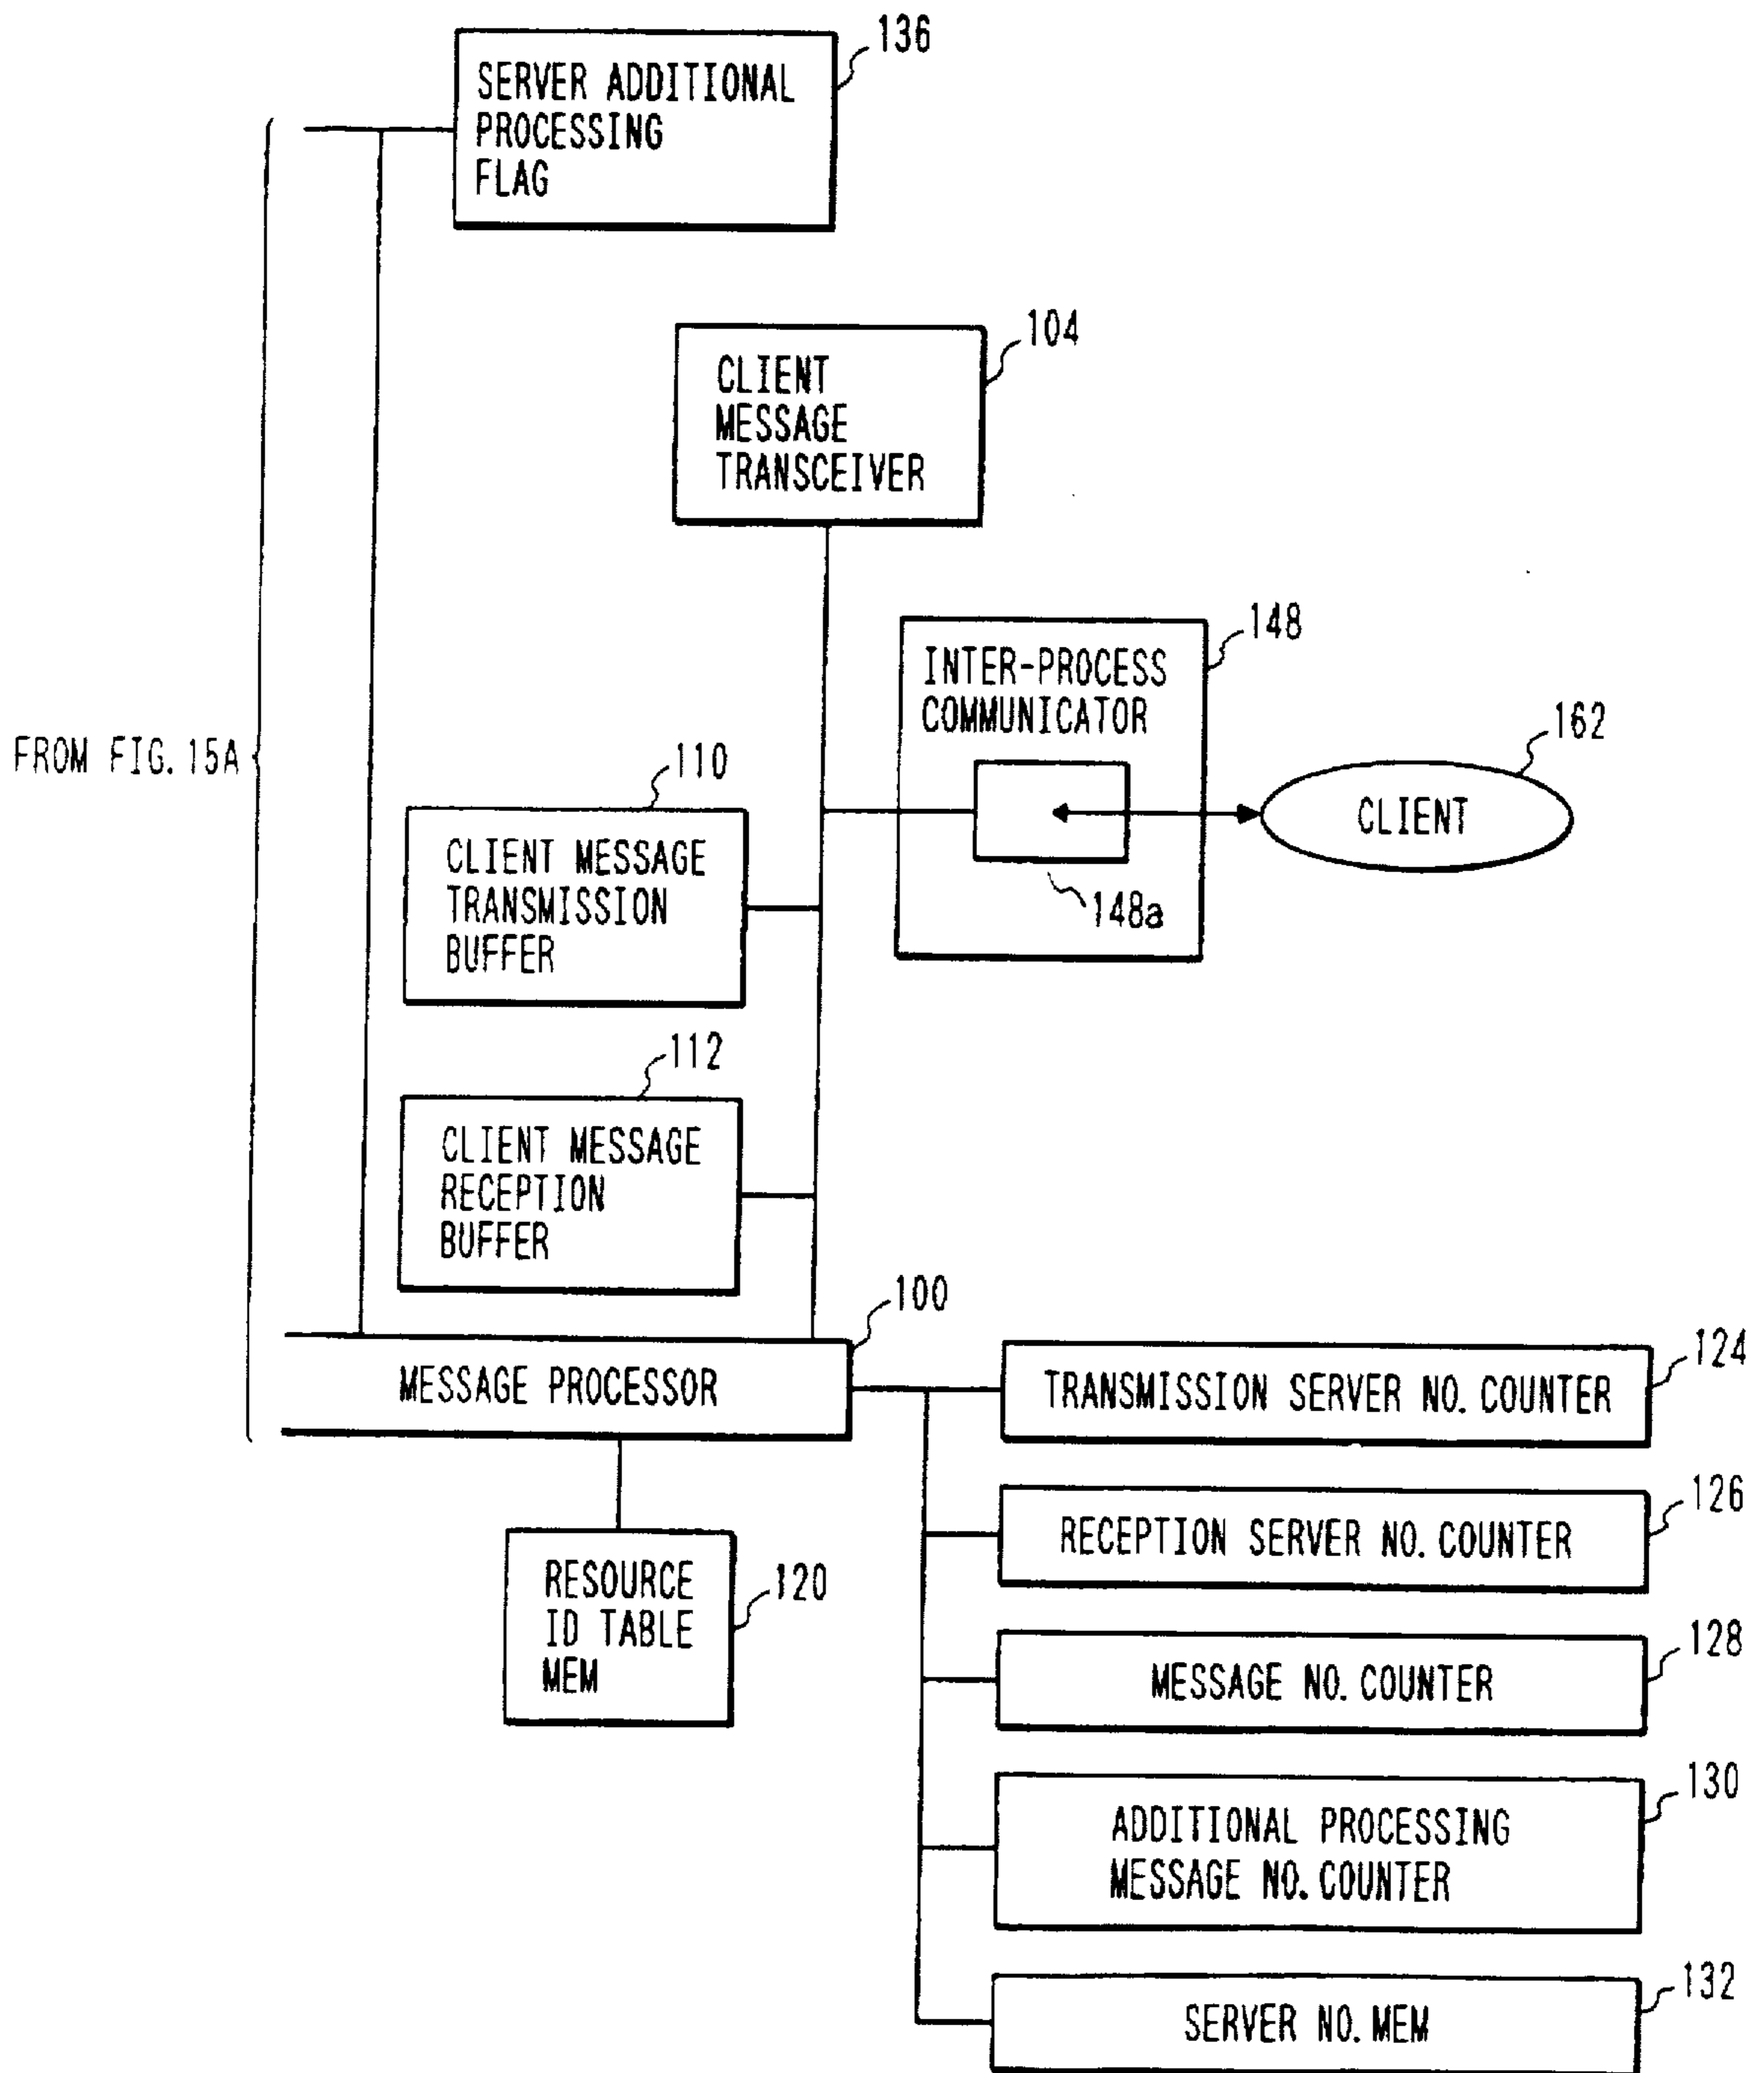 136
SERVER ADDITIONAL
PROCESSING
FLAG
104
CLIENT
MESSAGE
TRANSCEIVER
148
INTER-PROCESS
COMMUNICATOR
162
FROM FIG. 15A
110
CLIENT
CLIENT MESSAGE
TRANSMISSION
BUFFER
148a
112
CLIENT MESSAGE
RECEPTION
BUFFER
100
MESSAGE PROCESSOR
124
TRANSMISSION SERVER NO. COUNTER
126
RECEPTION SERVER NO. COUNTER
RESOURCE
ID TABLE
MEM
120
128
MESSAGE NO. COUNTER
130
ADDITIONAL PROCESSING
MESSAGE NO. COUNTER
132
SERVER NO. MEM